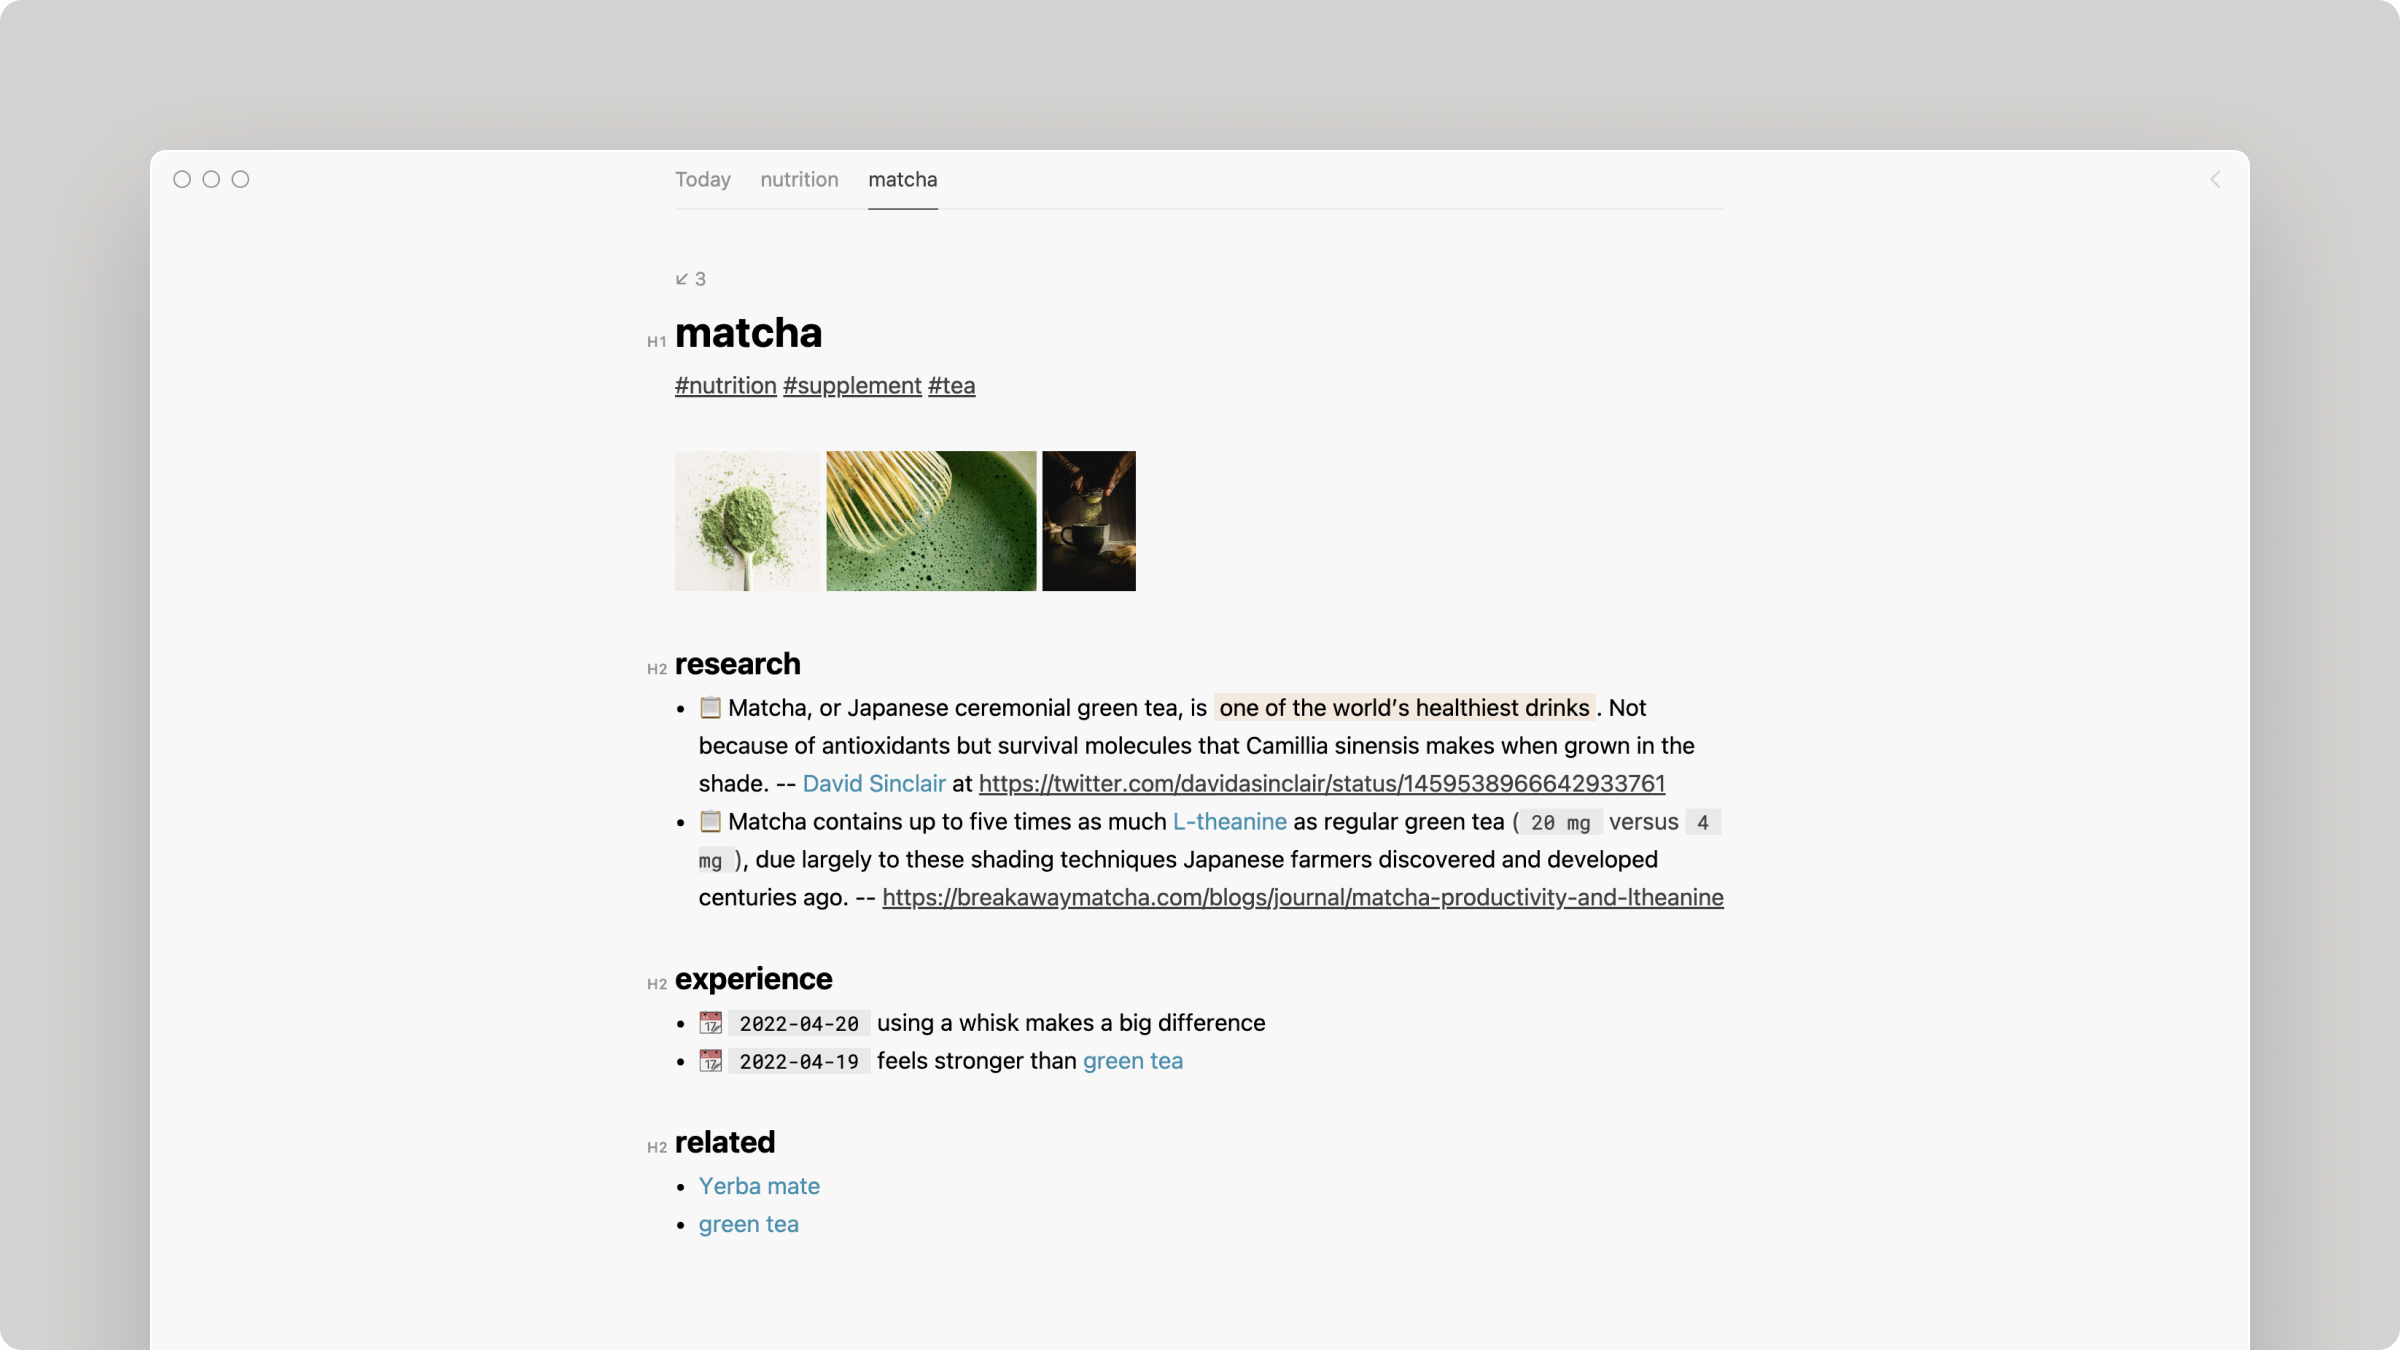 Today nutrition matcha
↙ 3
H1 matcha
#nutrition #supplement #tea
H2 research
• 📋 Matcha, or Japanese ceremonial green tea, is one of the world’s healthiest drinks . Not
because of antioxidants but survival molecules that Camillia sinensis makes when grown in the
shade. -- David Sinclair at https://twitter.com/davidasinclair/status/1459538966642933761
• 📋 Matcha contains up to five times as much L-theanine as regular green tea ( 20 mg versus 4
mg ), due largely to these shading techniques Japanese farmers discovered and developed
centuries ago. -- https://breakawaymatcha.com/blogs/journal/matcha-productivity-and-ltheanine
H2 experience
• 📆 2022-04-20 using a whisk makes a big difference
• 📆 2022-04-19 feels stronger than green tea
H2 related
• Yerba mate
• green tea